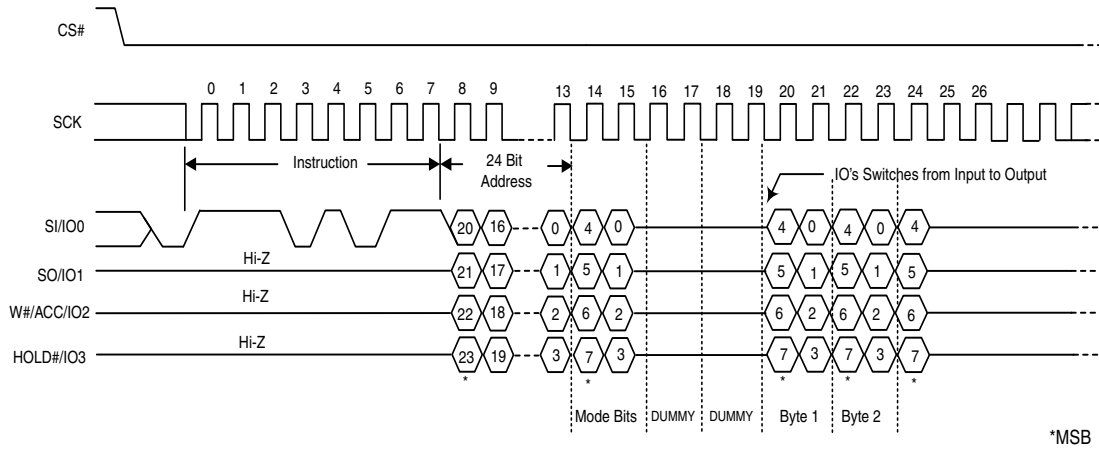 CS#
0 1 2 3 4 5 6 7 8 9 13 14 15 16 17 18 19 20 21 22 23 24 25 26
SCK
Instruction
24 Bit
Address
IO's Switches from Input to Output
SI/IO0 20 16 0 4 0 4 0 4 0 4
Hi-Z
SO/IO1 21 17 1 5 1 5 1 5 1 5
Hi-Z
W#/ACC/IO2 22 18 2 6 2 6 2 6 2 6
Hi-Z
HOLD#/IO3 23 19 3 7 3 7 3 7 3 7
* * * * *
Mode Bits DUMMY DUMMY Byte 1 Byte 2
*MSB